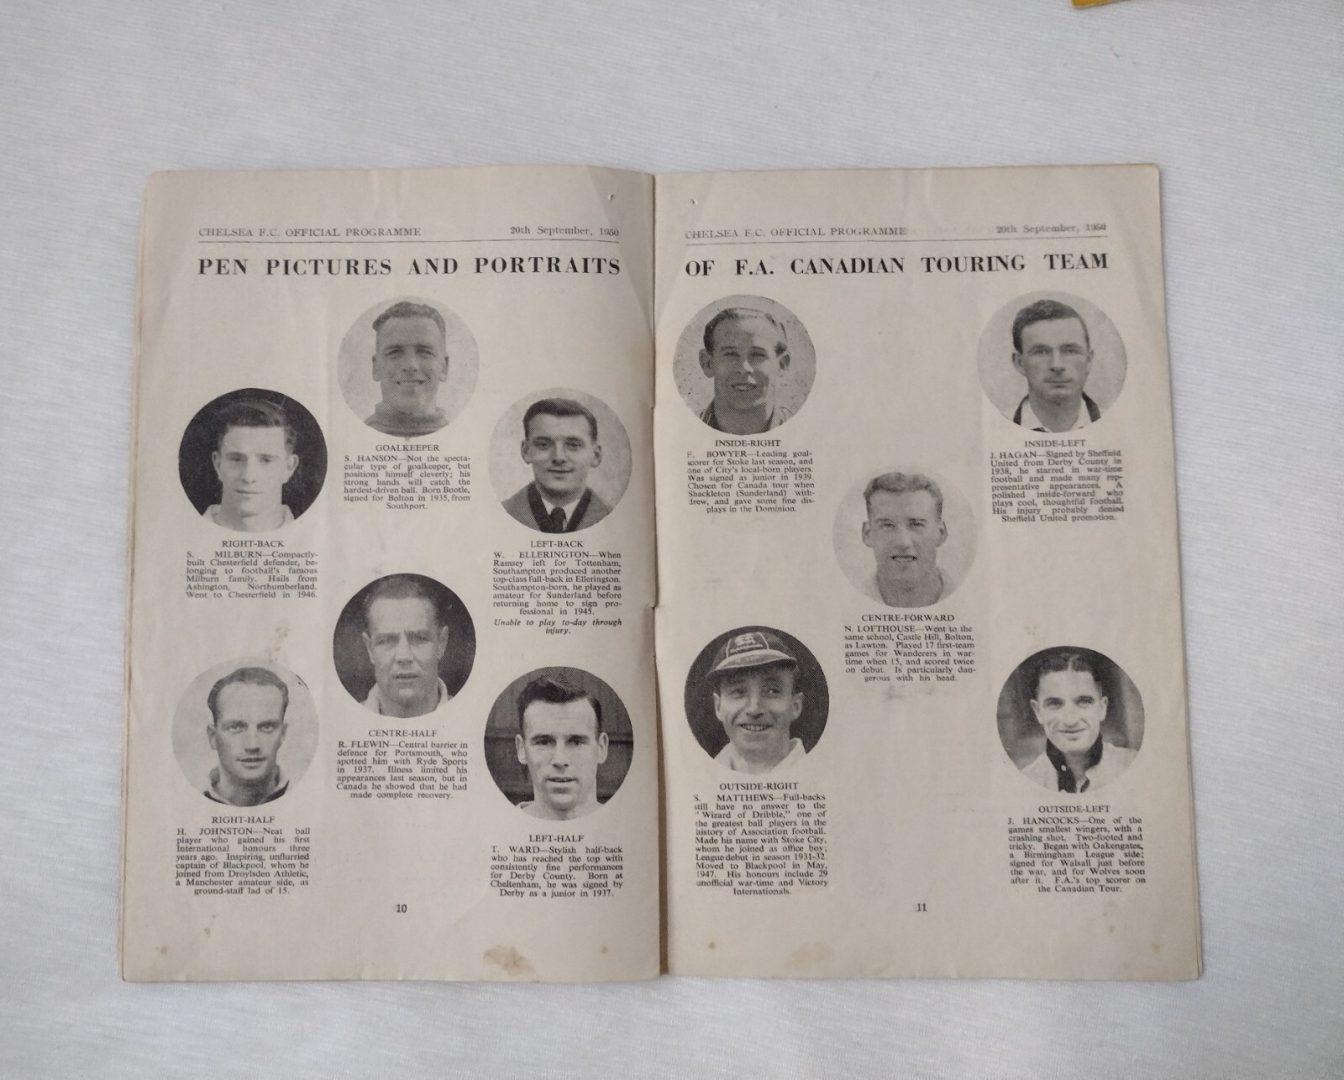 CHELSEA F.C. OFFICIAL PROGRAMME 20th September, 1950
PEN PICTURES AND PORTRAITS
GOALKEEPER
S. HANSON—Not the specta-
cular type of goalkeeper, but
positions himself cleverly; his
strong hands will catch the
hardest-driven ball. Born Bootle,
signed for Bolton in 1935, from
Southport.
RIGHT-BACK
S. MILBURN—Compactly-
built Chesterfield defender, be-
longing to football's famous
Milburn family. Hails from
Ashington, Northumberland.
Went to Chesterfield in 1946.
LEFT-BACK
W. ELLERINGTON—When
Ramsey left for Tottenham,
Southampton produced another
top-class full-back in Ellerington.
Southampton-born, he played as
amateur for Sunderland before
returning home to sign pro-
fessional in 1945.
Unable to play to-day through
injury.
CENTRE-HALF
R. FLEWIN—Central barrier in
defence for Portsmouth, who
spotted him with Ryde Sports
in 1937. Illness limited his
appearances last season, but in
Canada he showed that he had
made complete recovery.
RIGHT-HALF
H. JOHNSTON—Neat ball
player who gained his first
International honours three
years ago. Inspiring, unflurried
captain of Blackpool, whom he
joined from Droylsden Athletic,
a Manchester amateur side, as
ground-staff lad of 15.
LEFT-HALF
T. WARD—Stylish half-back
who has reached the top with
consistently fine performances
for Derby County. Born at
Cheltenham, he was signed by
Derby as a junior in 1937.
10
CHELSEA F.C. OFFICIAL PROGRAMME 20th September, 1950
OF F.A. CANADIAN TOURING TEAM
INSIDE-RIGHT
F. BOWYER—Leading goal-
scorer for Stoke last season, and
one of City's local-born players.
Was signed as junior in 1939.
Chosen for Canada tour when
Shackleton (Sunderland) with-
drew, and gave some fine dis-
plays in the Dominion.
INSIDE-LEFT
J. HAGAN—Signed by Sheffield
United from Derby County in
1938, he starred in war-time
football and made many rep-
resentative appearances. A
polished inside-forward who
plays cool, thoughtful football.
His injury probably denied
Sheffield United promotion.
CENTRE-FORWARD
N. LOFTHOUSE—Went to the
same school, Castle Hill, Bolton,
as Lawton. Played 17 first-team
games for Wanderers in war-
time when 15, and scored twice
on debut. Is particularly dan-
gerous with his head.
OUTSIDE-RIGHT
S. MATTHEWS—Full-backs
still have no answer to the
"Wizard of Dribble," one of
the greatest ball players in the
history of Association football.
Made his name with Stoke City,
whom he joined as office boy.
League debut in season 1931-32.
Moved to Blackpool in May,
1947. His honours include 29
unofficial war-time and Victory
Internationals.
OUTSIDE-LEFT
J. HANCOCKS—One of the
games smallest wingers, with a
crashing shot. Two-footed and
tricky. Began with Oakengates,
a Birmingham League side;
signed for Walsall just before
the war, and for Wolves soon
after it. F.A.'s top scorer on
the Canadian Tour.
11